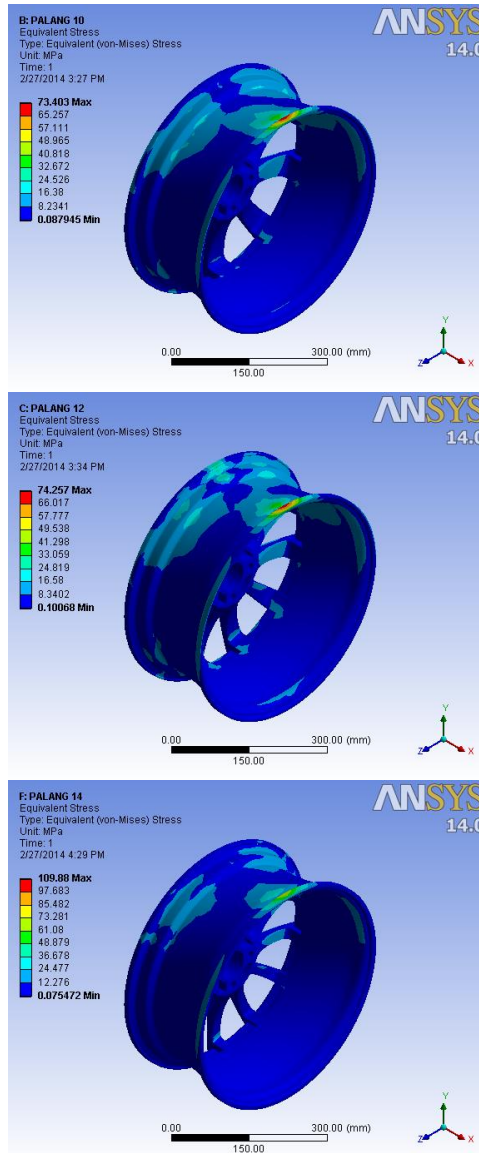 B: PALANG 10
Equivalent Stress
Type: Equivalent (von-Mises) Stress
Unit: MPa
Time: 1
2/27/2014 3:27 PM
73.403 Max
65.257
57.111
48.965
40.818
32.672
24.526
16.38
8.2341
0.087945 Min
ANSYS
14.0
0.00
300.00 (mm)
150.00
Y
Z
X
C: PALANG 12
Equivalent Stress
Type: Equivalent (von-Mises) Stress
Unit: MPa
Time: 1
2/27/2014 3:34 PM
74.257 Max
66.017
57.777
49.538
41.298
33.059
24.819
16.58
8.3402
0.10068 Min
ANSYS
14.0
0.00
300.00 (mm)
150.00
Y
Z
X
F: PALANG 14
Equivalent Stress
Type: Equivalent (von-Mises) Stress
Unit: MPa
Time: 1
2/27/2014 4:29 PM
109.88 Max
97.683
85.482
73.281
61.08
48.879
36.678
24.477
12.276
0.075472 Min
ANSYS
14.0
0.00
300.00 (mm)
150.00
Y
Z
X